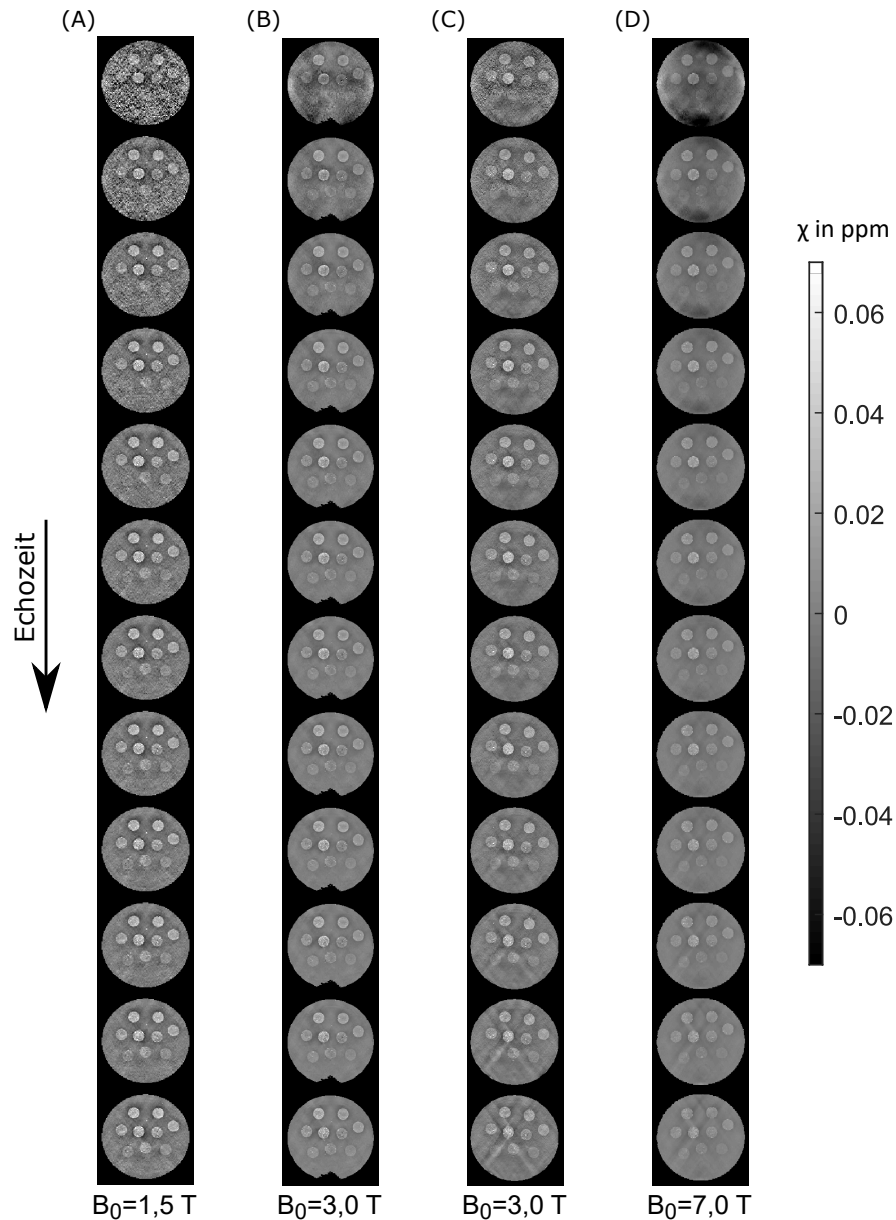 (A)
(B)
(C)
(D)
χ in ppm
0.06
0.04
0.02
0
-0.02
-0.04
-0.06
Echozeit
B₀=1,5 T
B₀=3,0 T
B₀=3,0 T
B₀=7,0 T